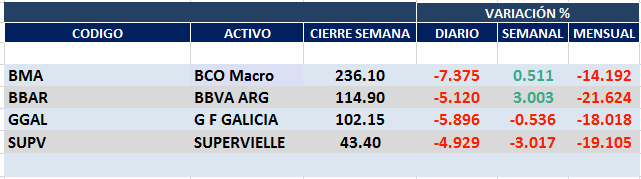 VARIACIÓN %
CODIGO ACTIVO CIERRE SEMANA DIARIO SEMANAL MENSUAL
BMA BCO Macro 236.10 -7.375 0.511 -14.192
BBAR BBVA ARG 114.90 -5.120 3.003 -21.624
GGAL G F GALICIA 102.15 -5.896 -0.536 -18.018
SUPV SUPERVIELLE 43.40 -4.929 -3.017 -19.105